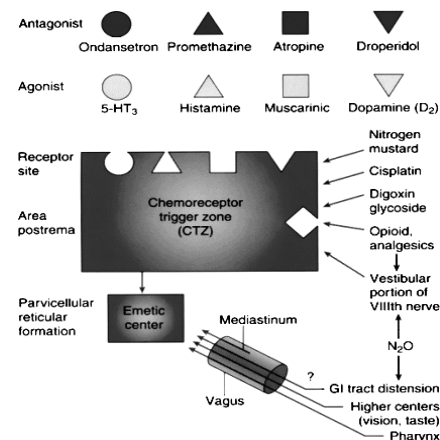 Antagonist
Ondansetron Promethazine Atropine Droperidol
Agonist
5-HT3 Histamine Muscarinic Dopamine (D2)
Receptor
site
Area
postrema
Chemoreceptor
trigger zone
(CTZ)
Nitrogen
mustard
Cisplatin
Digoxin
glycoside
Opioid,
analgesics
Vestibular
portion of
VIIIth nerve
N2O
Parvicellular
reticular
formation
Emetic
center
Mediastinum
Vagus
?
GI tract distension
Higher centers
(vision, taste)
Pharynx